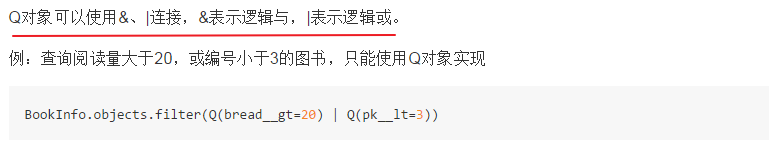 Q对象可以使用&、|连接，&表示逻辑与，|表示逻辑或。
例：查询阅读量大于20，或编号小于3的图书，只能使用Q对象实现
BookInfo.objects.filter(Q(bread__gt=20) | Q(pk__lt=3))